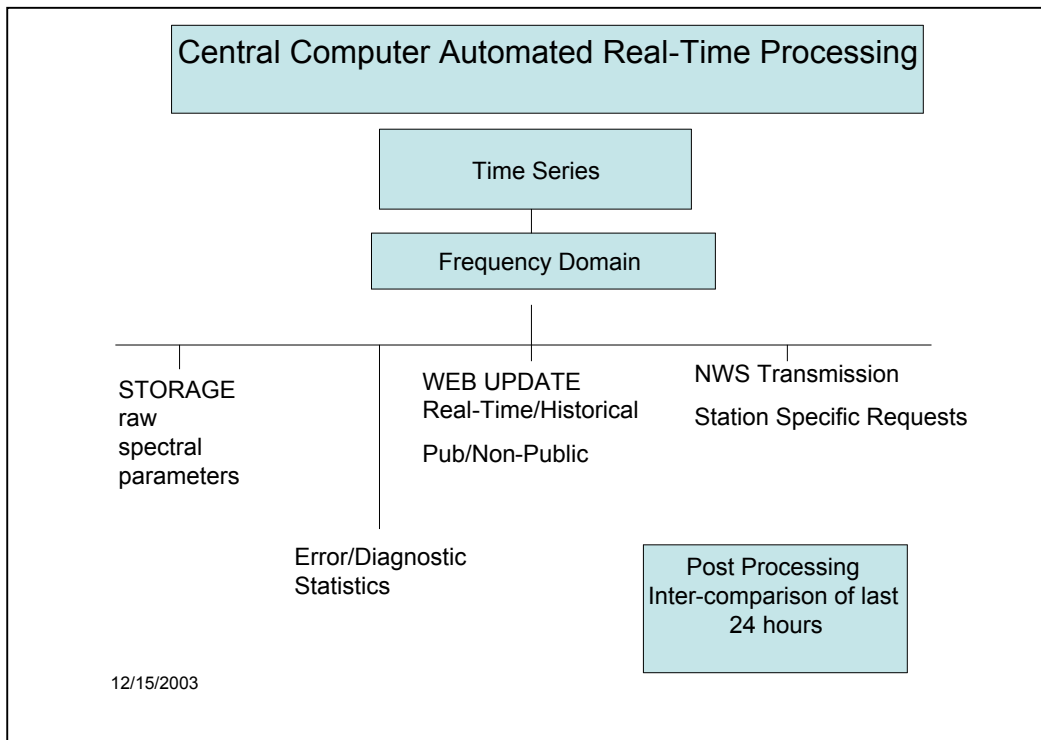 Central Computer Automated Real-Time Processing
Time Series
Frequency Domain
STORAGE
raw
spectral
parameters
Error/Diagnostic
Statistics
WEB UPDATE
Real-Time/Historical
Pub/Non-Public
NWS Transmission
Station Specific Requests
Post Processing
Inter-comparison of last
24 hours
12/15/2003